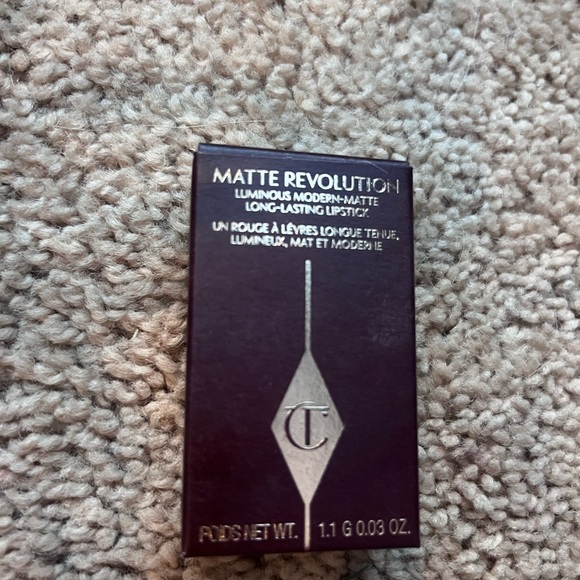 MATTE REVOLUTION
LUMINOUS MODERN-MATTE
LONG-LASTING LIPSTICK
UN ROUGE À LÈVRES LONGUE TENUE,
LUMINEUX, MAT ET MODERNE
CT
POIDS NET WT. 1.1 G 0.03 OZ.